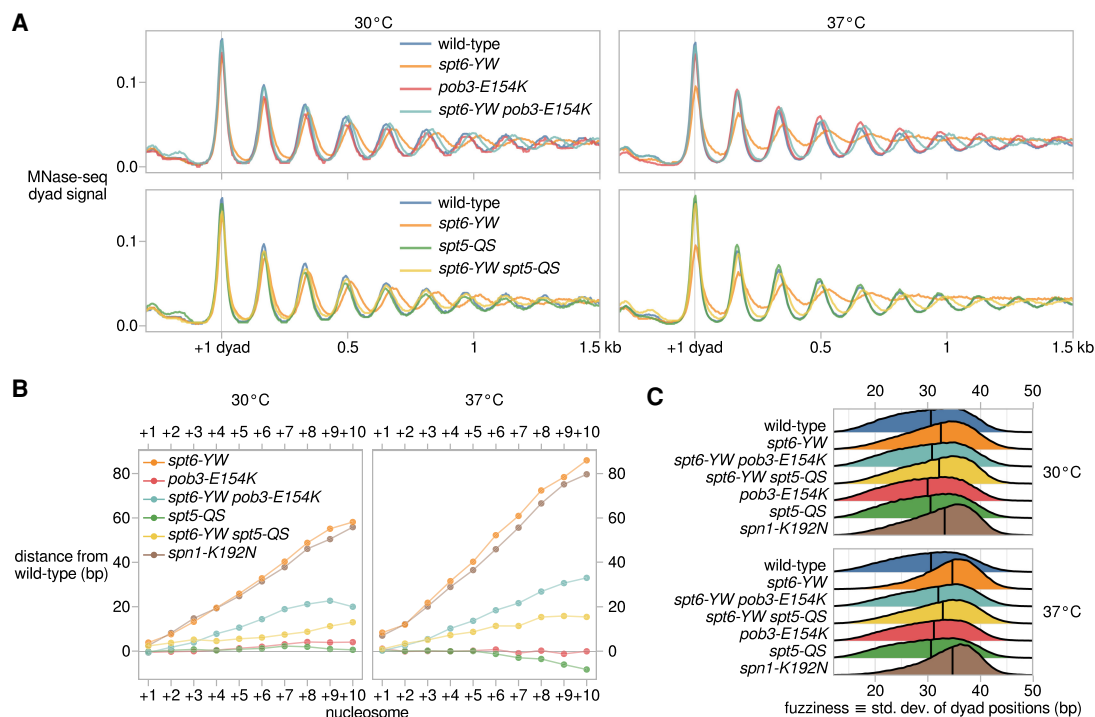 A
30°C
37°C
wild-type
spt6-YW
pob3-E154K
spt6-YW pob3-E154K
0.1
0.0
MNase-seq
dyad signal
wild-type
spt6-YW
spt5-QS
spt6-YW spt5-QS
0.1
0.0
+1 dyad 0.5 1 1.5 kb
+1 dyad 0.5 1 1.5 kb
B
30°C
37°C
+1 +2 +3 +4 +5 +6 +7 +8 +9 +10
+1 +2 +3 +4 +5 +6 +7 +8 +9 +10
spt6-YW
pob3-E154K
spt6-YW pob3-E154K
spt5-QS
spt6-YW spt5-QS
spn1-K192N
distance from
wild-type (bp)
80
60
40
20
0
80
60
40
20
0
+1 +2 +3 +4 +5 +6 +7 +8 +9 +10
+1 +2 +3 +4 +5 +6 +7 +8 +9 +10
nucleosome
C
20 30 40 50
wild-type
spt6-YW
spt6-YW pob3-E154K
spt6-YW spt5-QS
pob3-E154K
spt5-QS
spn1-K192N
30°C
wild-type
spt6-YW
spt6-YW pob3-E154K
spt6-YW spt5-QS
pob3-E154K
spt5-QS
spn1-K192N
37°C
20 30 40 50
fuzziness ≡ std. dev. of dyad positions (bp)